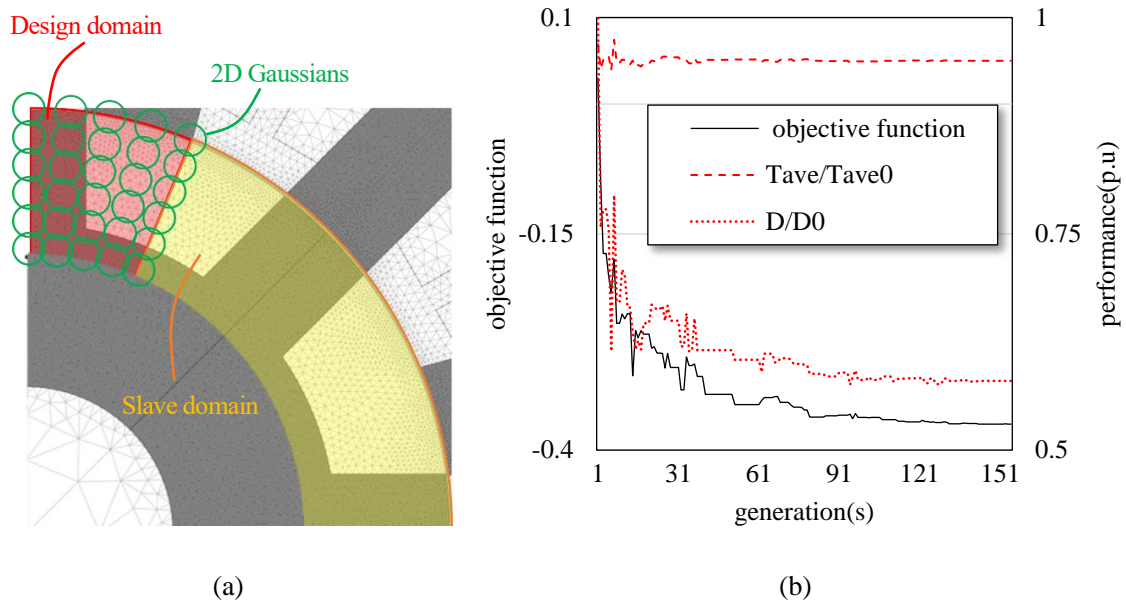 Design domain
2D Gaussians
Slave domain
(a)
0.1
-0.15
-0.4
objective function
1
0.75
0.5
performance(p.u)
objective function
Tave/Tave0
D/D0
1 31 61 91 121 151
generation(s)
(b)